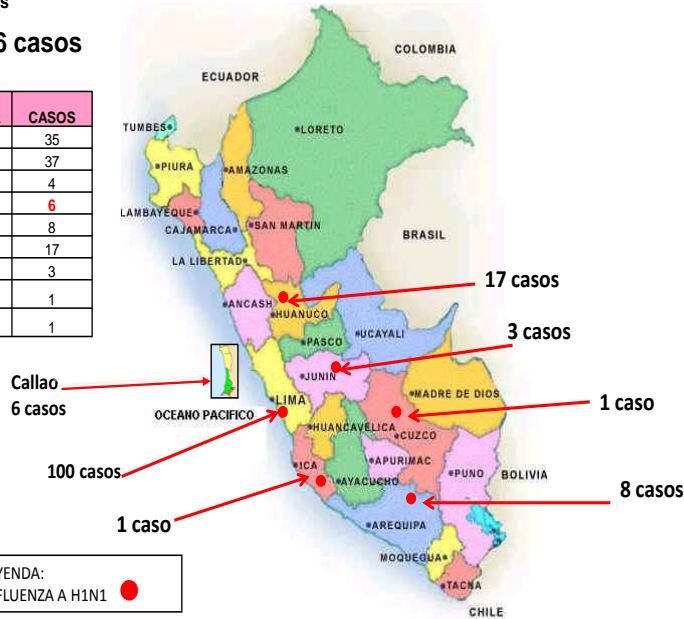 6 casos
CASOS
35
37
4
6
8
17
3
1
1
COLOMBIA
ECUADOR
TUMBES
LORETO
PIURA
AMAZONAS
LAMBAYEQUE
CAJAMARCA
SAN MARTIN
BRASIL
LA LIBERTAD
17 casos
ANCASH
HUANUCO
UCAYALI
3 casos
PASCO
JUNIN
Callao
6 casos
LIMA
MADRE DE DIOS
1 caso
OCEANO PACIFICO
HUANCAVELICA
CUZCO
100 casos
ICA
APURIMAC
PUNO
BOLIVIA
AYACUCHO
8 casos
1 caso
AREQUIPA
MOQUEGUA
YENDA:
FLUENZA A H1N1
TACNA
CHILE